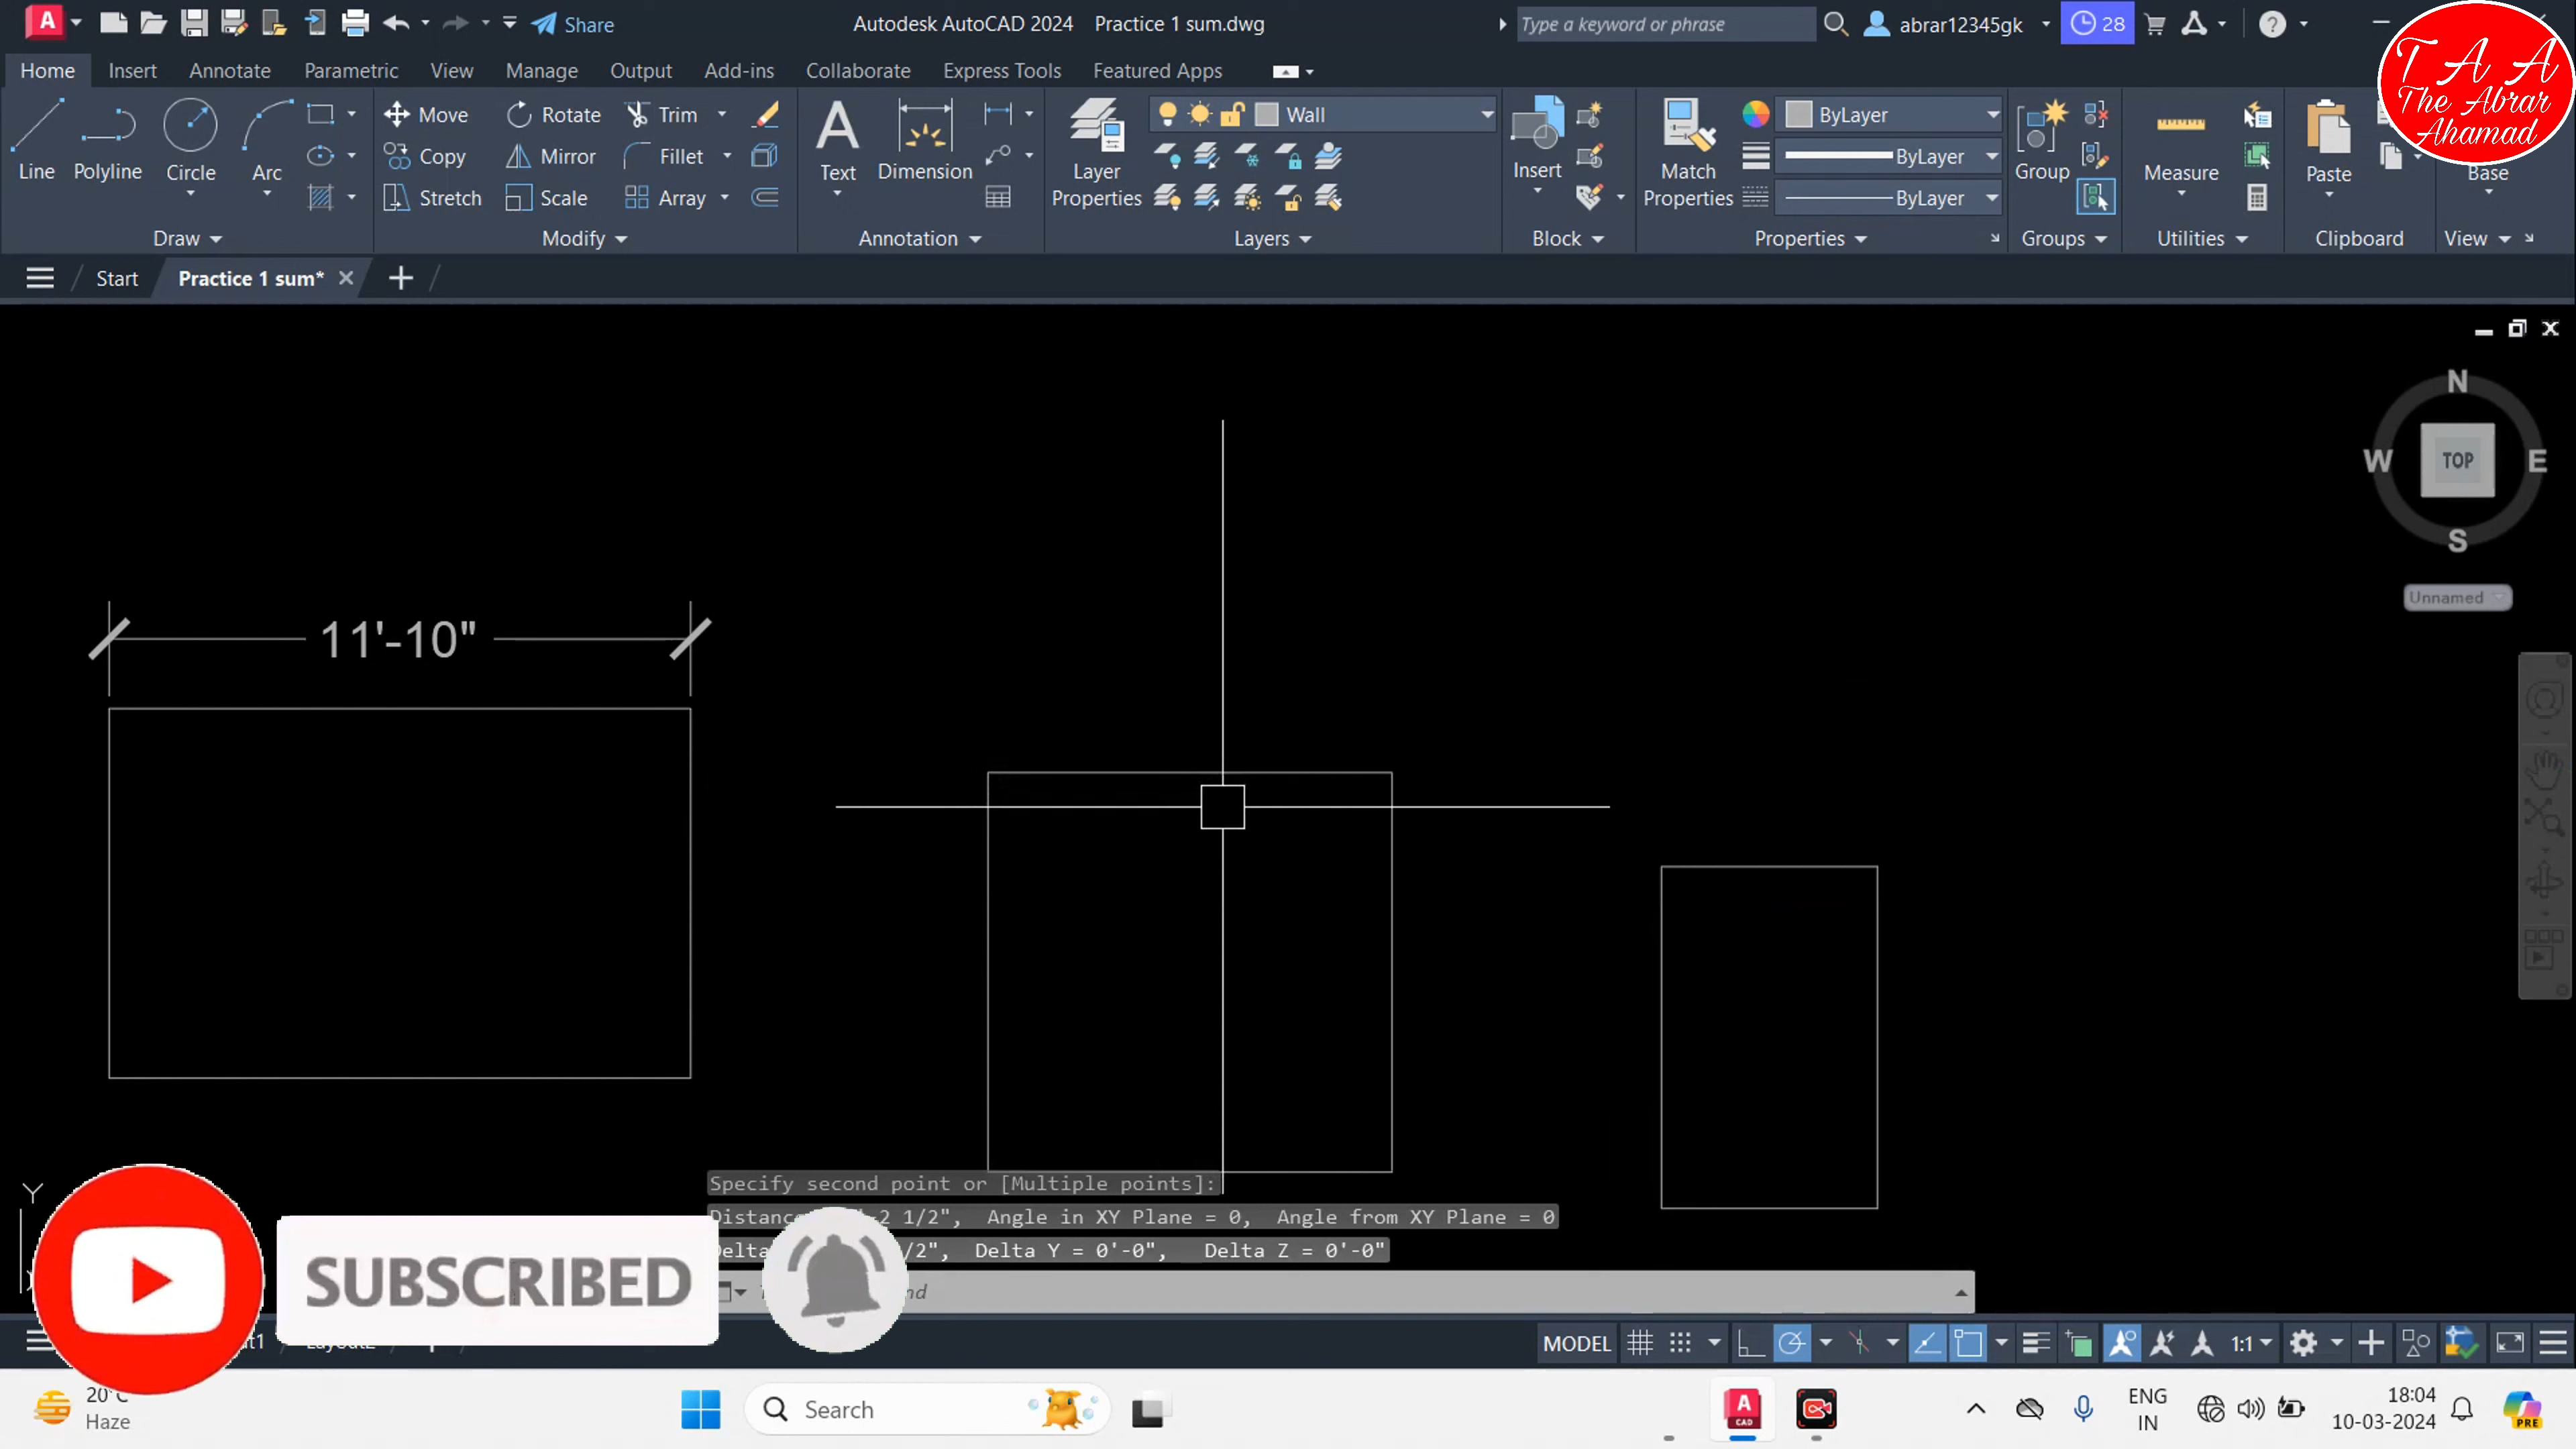 Share
Autodesk AutoCAD 2024 Practice 1 sum.dwg
Type a keyword or phrase
abrar12345gk
28
T A A
The Abrar
Ahamad
Home Insert Annotate Parametric View Manage Output Add-ins Collaborate Express Tools Featured Apps
Line Polyline Circle Arc
Move Rotate Trim
Copy Mirror Fillet
Stretch Scale Array
Text Dimension
Layer Properties
Wall
Insert
Match Properties
ByLayer
ByLayer
ByLayer
Group
Measure
Paste
Base
Draw Modify Annotation Layers Block Properties Groups Utilities Clipboard View
Start Practice 1 sum*
N
W TOP E
S
Unnamed
11'-10"
Y
Specify second point or [Multiple points]:
2 1/2", Angle in XY Plane = 0, Angle from XY Plane = 0
/2", Delta Y = 0'-0", Delta Z = 0'-0"
SUBSCRIBED
MODEL 1:1
20°C
Haze
Search
A
CAD
ENG
IN
18:04
10-03-2024
PRE